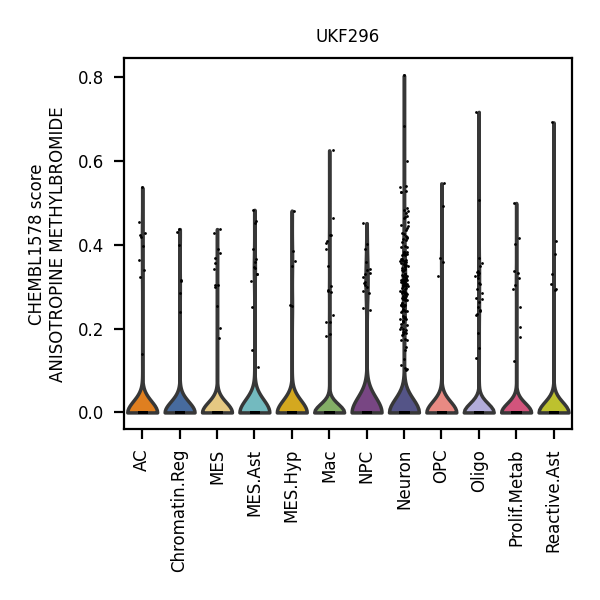 UKF296
CHEMBL1578 score
ANISOTROPINE METHYLBROMIDE
0.8
0.6
0.4
0.2
0.0
AC
Chromatin.Reg
MES
MES.Ast
MES.Hyp
Mac
NPC
Neuron
OPC
Oligo
Prolif.Metab
Reactive.Ast